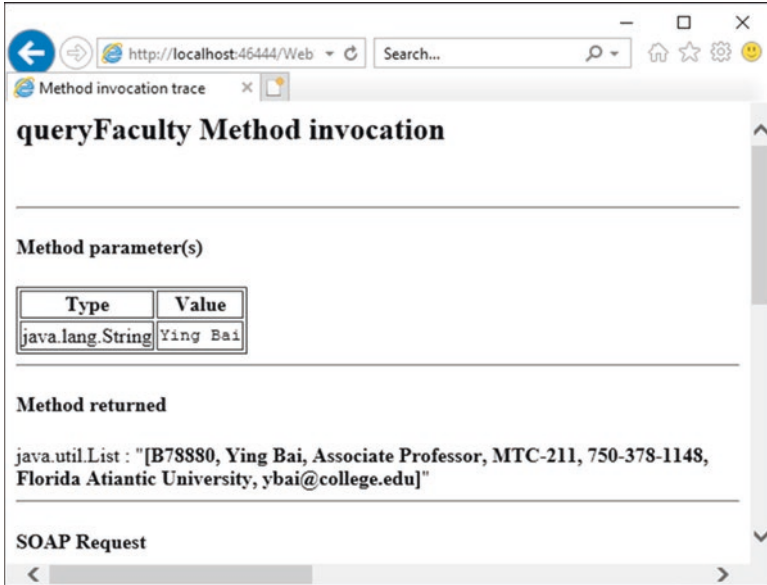 http://localhost:46444/Web
Search...
Method invocation trace
queryFaculty Method invocation
Method parameter(s)
Type Value
java.lang.String Ying Bai
Method returned
java.util.List : "[B78880, Ying Bai, Associate Professor, MTC-211, 750-378-1148,
Florida Atiantic University, ybai@college.edu]"
SOAP Request